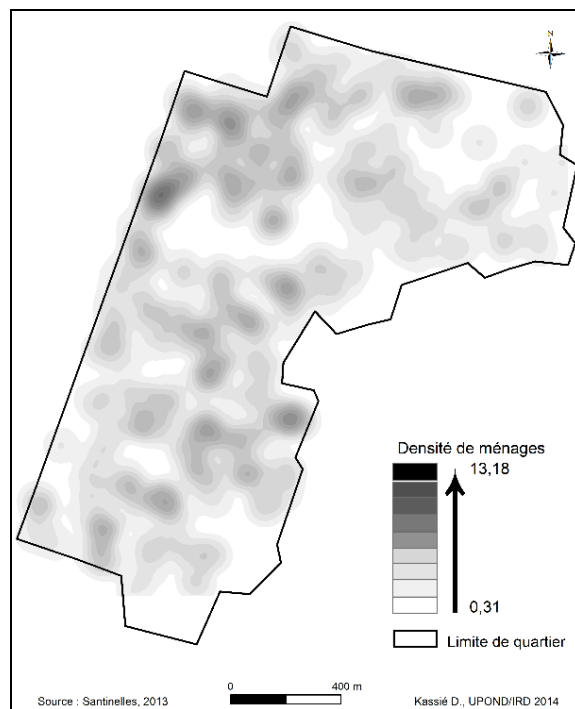 Densité de ménages
13,18
0,31
Limite de quartier
0 400 m
Source : Santinelles, 2013
Kassié D., UPOND/IRD 2014